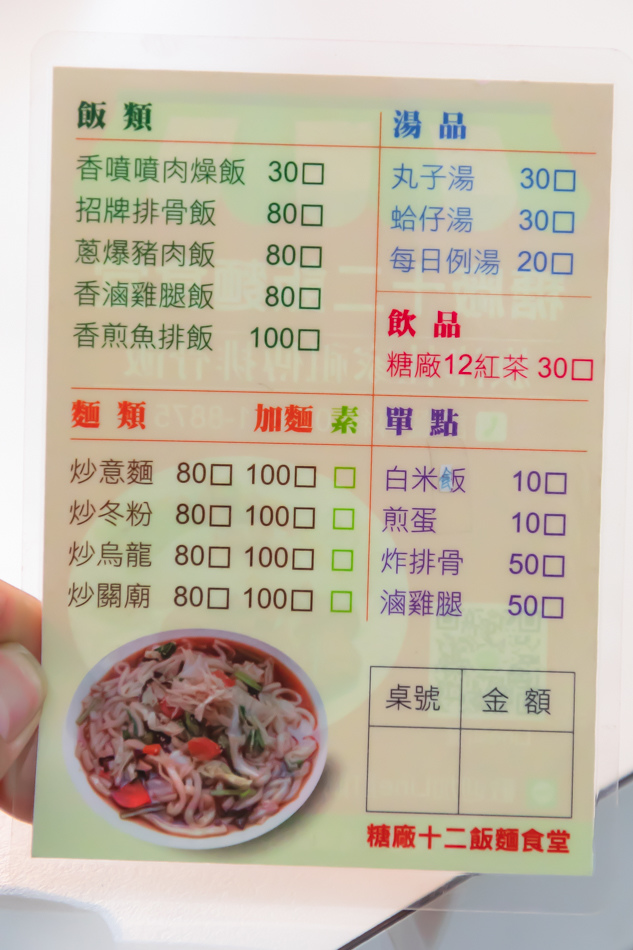 飯類
香噴噴肉燥飯 30□
招牌排骨飯 80□
蔥爆豬肉飯 80□
香滷雞腿飯 80□
香煎魚排飯 100□
湯品
丸子湯 30□
蛤仔湯 30□
每日例湯 20□
飲品
糖廠12紅茶 30□
麵類 加麵 素
炒意麵 80□ 100□ □
炒冬粉 80□ 100□ □
炒烏龍 80□ 100□ □
炒關廟 80□ 100□ □
單點
白米飯 10□
煎蛋 10□
炸排骨 50□
滷雞腿 50□
桌號 金額
糖廠十二飯麵食堂